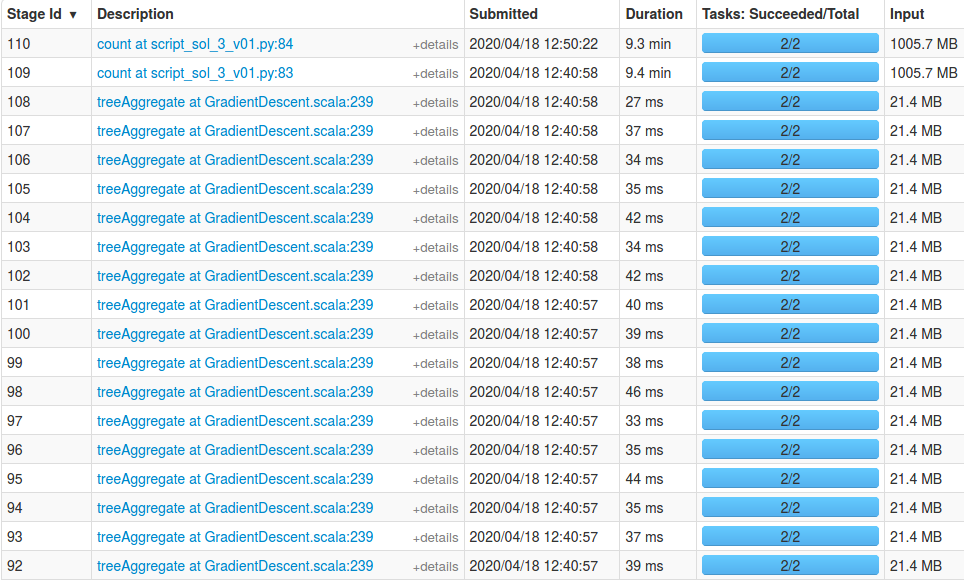 Stage Id ▼ Description Submitted Duration Tasks: Succeeded/Total Input
110 count at script_sol_3_v01.py:84 +details 2020/04/18 12:50:22 9.3 min 2/2 1005.7 MB
109 count at script_sol_3_v01.py:83 +details 2020/04/18 12:40:58 9.4 min 2/2 1005.7 MB
108 treeAggregate at GradientDescent.scala:239 +details 2020/04/18 12:40:58 27 ms 2/2 21.4 MB
107 treeAggregate at GradientDescent.scala:239 +details 2020/04/18 12:40:58 37 ms 2/2 21.4 MB
106 treeAggregate at GradientDescent.scala:239 +details 2020/04/18 12:40:58 34 ms 2/2 21.4 MB
105 treeAggregate at GradientDescent.scala:239 +details 2020/04/18 12:40:58 35 ms 2/2 21.4 MB
104 treeAggregate at GradientDescent.scala:239 +details 2020/04/18 12:40:58 42 ms 2/2 21.4 MB
103 treeAggregate at GradientDescent.scala:239 +details 2020/04/18 12:40:58 34 ms 2/2 21.4 MB
102 treeAggregate at GradientDescent.scala:239 +details 2020/04/18 12:40:58 42 ms 2/2 21.4 MB
101 treeAggregate at GradientDescent.scala:239 +details 2020/04/18 12:40:57 40 ms 2/2 21.4 MB
100 treeAggregate at GradientDescent.scala:239 +details 2020/04/18 12:40:57 39 ms 2/2 21.4 MB
99 treeAggregate at GradientDescent.scala:239 +details 2020/04/18 12:40:57 38 ms 2/2 21.4 MB
98 treeAggregate at GradientDescent.scala:239 +details 2020/04/18 12:40:57 46 ms 2/2 21.4 MB
97 treeAggregate at GradientDescent.scala:239 +details 2020/04/18 12:40:57 33 ms 2/2 21.4 MB
96 treeAggregate at GradientDescent.scala:239 +details 2020/04/18 12:40:57 35 ms 2/2 21.4 MB
95 treeAggregate at GradientDescent.scala:239 +details 2020/04/18 12:40:57 44 ms 2/2 21.4 MB
94 treeAggregate at GradientDescent.scala:239 +details 2020/04/18 12:40:57 35 ms 2/2 21.4 MB
93 treeAggregate at GradientDescent.scala:239 +details 2020/04/18 12:40:57 37 ms 2/2 21.4 MB
92 treeAggregate at GradientDescent.scala:239 +details 2020/04/18 12:40:57 39 ms 2/2 21.4 MB